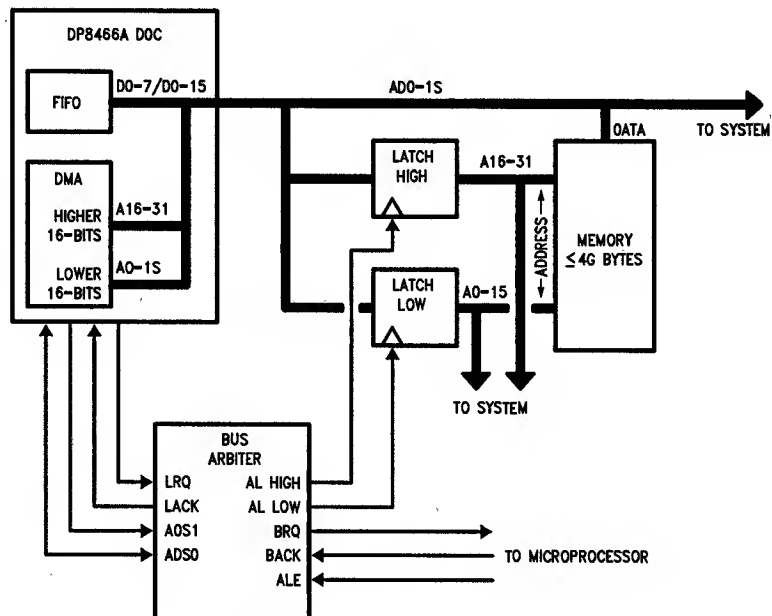 DP8466A DOC
FIFO
D0-7/D0-15
AD0-1S
TO SYSTEM
OATA
DMA
HIGHER
16-BITS
A16-31
LOWER
16-BITS
A0-1S
LATCH
HIGH
A16-31
ADDRESS
MEMORY
≤4G BYTES
LATCH
LOW
A0-15
TO SYSTEM
BUS
ARBITER
LRQ
AL HIGH
LACK
AL LOW
AOS1
BRQ
ADS0
BACK
TO MICROPROCESSOR
ALE